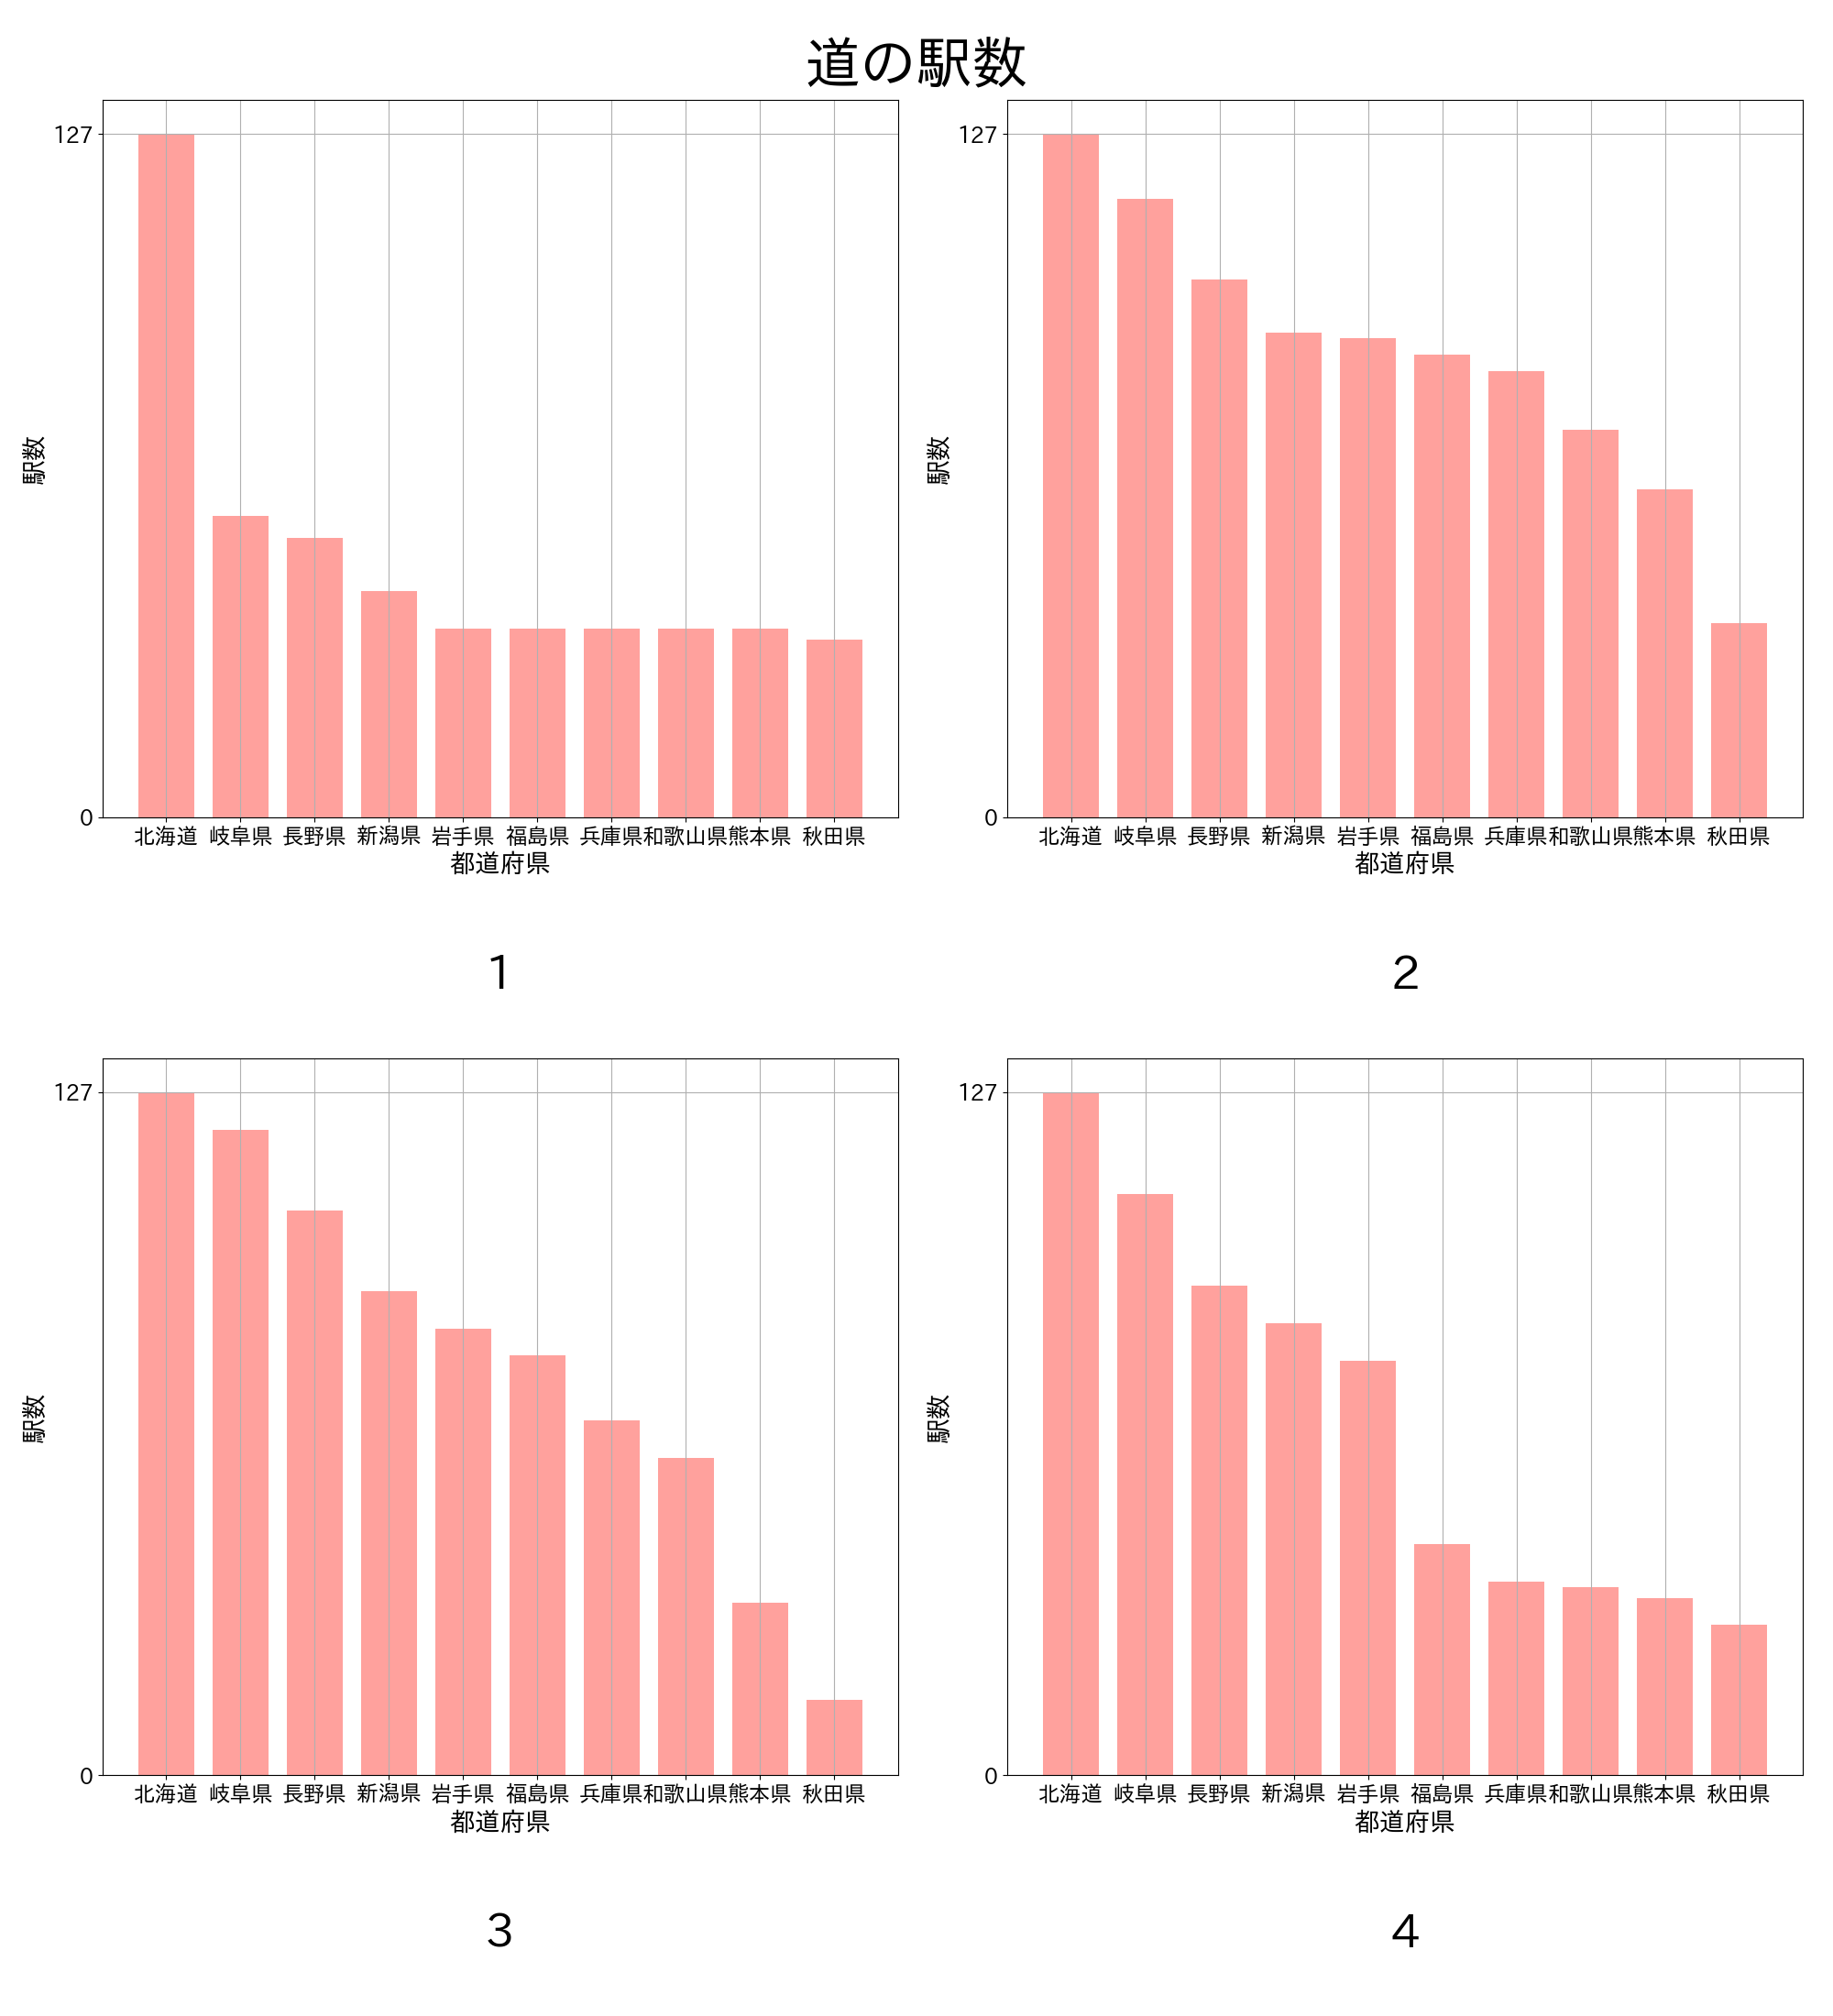 道の駅数
127
0
駅数
北海道 岐阜県 長野県 新潟県 岩手県 福島県 兵庫県 和歌山県 熊本県 秋田県
都道府県
1
127
0
駅数
北海道 岐阜県 長野県 新潟県 岩手県 福島県 兵庫県 和歌山県 熊本県 秋田県
都道府県
2
127
0
駅数
北海道 岐阜県 長野県 新潟県 岩手県 福島県 兵庫県 和歌山県 熊本県 秋田県
都道府県
3
127
0
駅数
北海道 岐阜県 長野県 新潟県 岩手県 福島県 兵庫県 和歌山県 熊本県 秋田県
都道府県
4